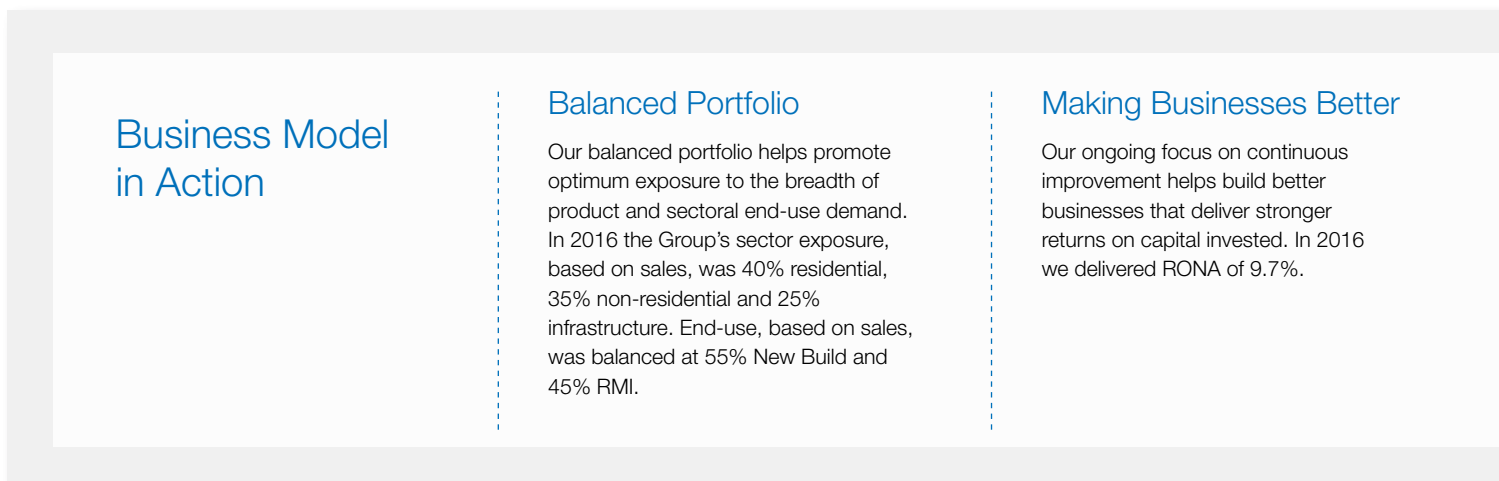 Business Model
in Action
Balanced Portfolio
Our balanced portfolio helps promote
optimum exposure to the breadth of
product and sectoral end-use demand.
In 2016 the Group’s sector exposure,
based on sales, was 40% residential,
35% non-residential and 25%
infrastructure. End-use, based on sales,
was balanced at 55% New Build and
45% RMI.
Making Businesses Better
Our ongoing focus on continuous
improvement helps build better
businesses that deliver stronger
returns on capital invested. In 2016
we delivered RONA of 9.7%.